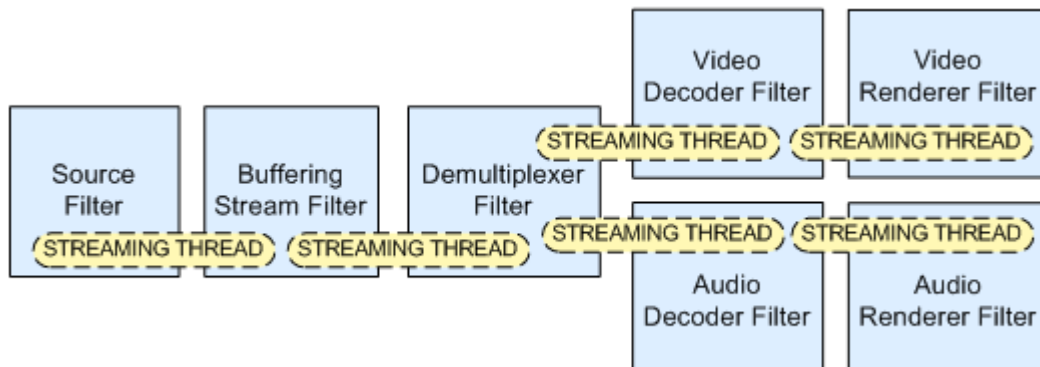 Source
Filter
STREAMING THREAD
Buffering
Stream Filter
STREAMING THREAD
Demultiplexer
Filter
Video
Decoder Filter
STREAMING THREAD
Video
Renderer Filter
STREAMING THREAD
STREAMING THREAD
Audio
Decoder Filter
STREAMING THREAD
Audio
Renderer Filter